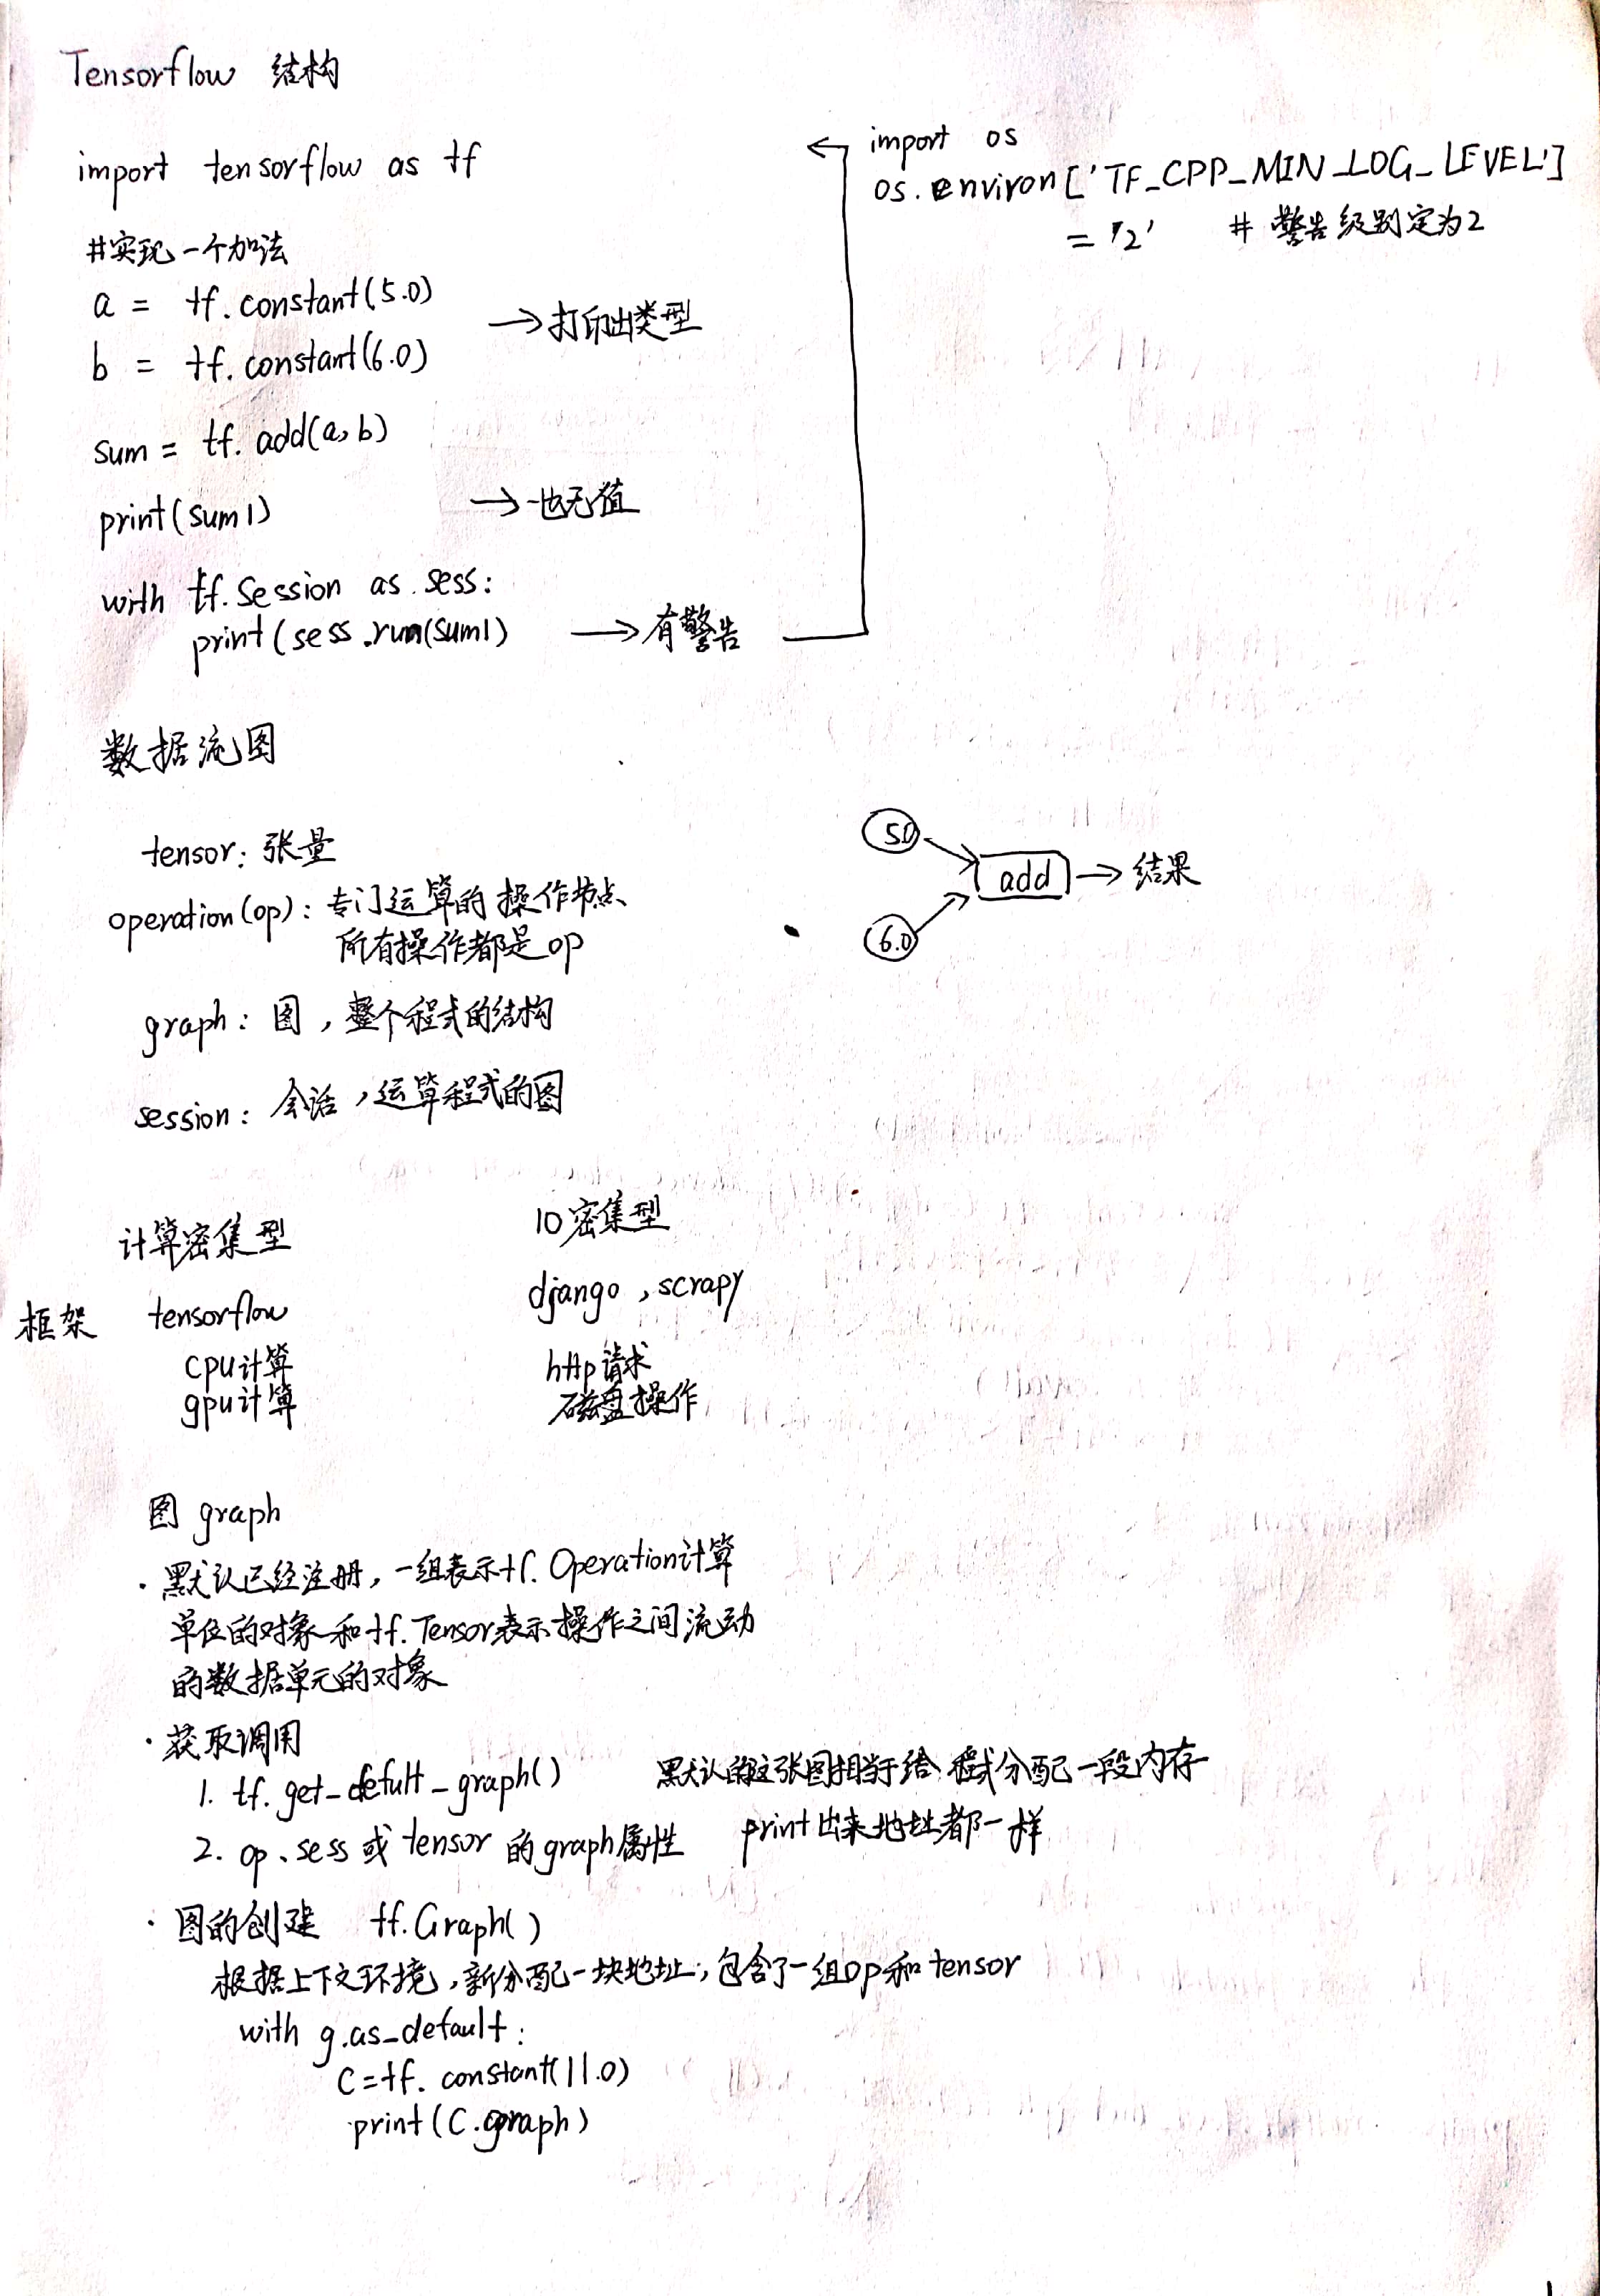 Tensorflow 结构
import tensorflow as tf
import os
os.environ['TF_CPP_MIN_LOG_LEVEL']
= '2' # 警告级别定为2
#实现一个加法
a = tf.constant(5.0)
→打印出类型
b = tf.constant(6.0)
sum = tf.add(a,b)
print(sum1) →也无值
with tf.Session as sess:
print(sess.run(sum1) →有警告
数据流图
tensor: 张量
operation(op): 专门运算的操作节点
所有操作都是op
graph: 图，整个程式的结构
session: 会话，运算程式的图
5.0
add → 结果
6.0
计算密集型 IO密集型
框架 tensorflow django，scrapy
cpu计算 http请求
gpu计算 磁盘操作
图 graph
·默认已经注册，一组表示tf.Operation计算
单位的对象和tf.Tensor表示操作之间流动
的数据单元的对象
·获取调用
1. tf.get_defult_graph() 默认的这张图相当于给程式分配一段内存
2. op、sess或tensor的graph属性 print出来地址都一样
·图的创建 tf.Graph()
根据上下文环境，新分配一块地址，包含了一组op和tensor
with g.as_default:
C=tf.constant(11.0)
print(C.graph)